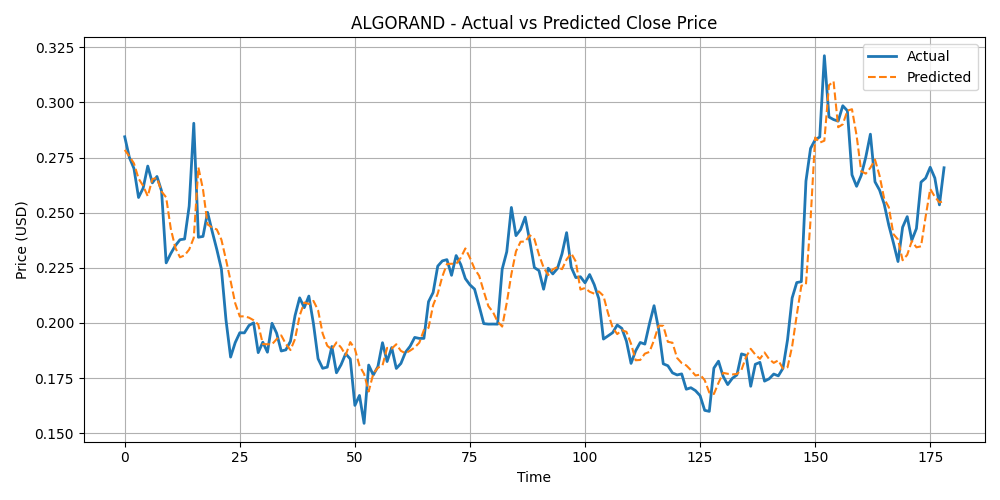 ALGORAND - Actual vs Predicted Close Price
Price (USD)
0.325
0.300
0.275
0.250
0.225
0.200
0.175
0.150
Actual
Predicted
0 25 50 75 100 125 150 175
Time